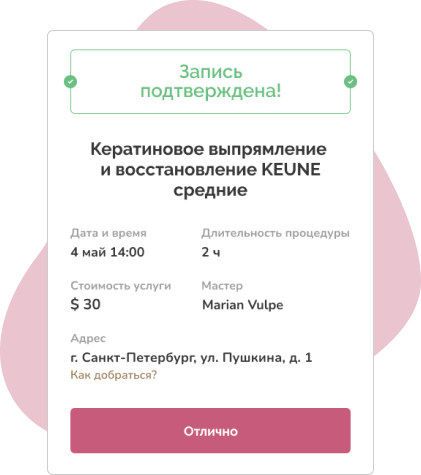 Запись
подтверждена!
Кератиновое выпрямление
и восстановление KEUNE
средние
Дата и время
Длительность процедуры
4 май 14:00
2 ч
Стоимость услуги
Мастер
$ 30
Marian Vulpe
Адрес
г. Санкт-Петербург, ул. Пушкина, д. 1
Как добраться?
Отлично